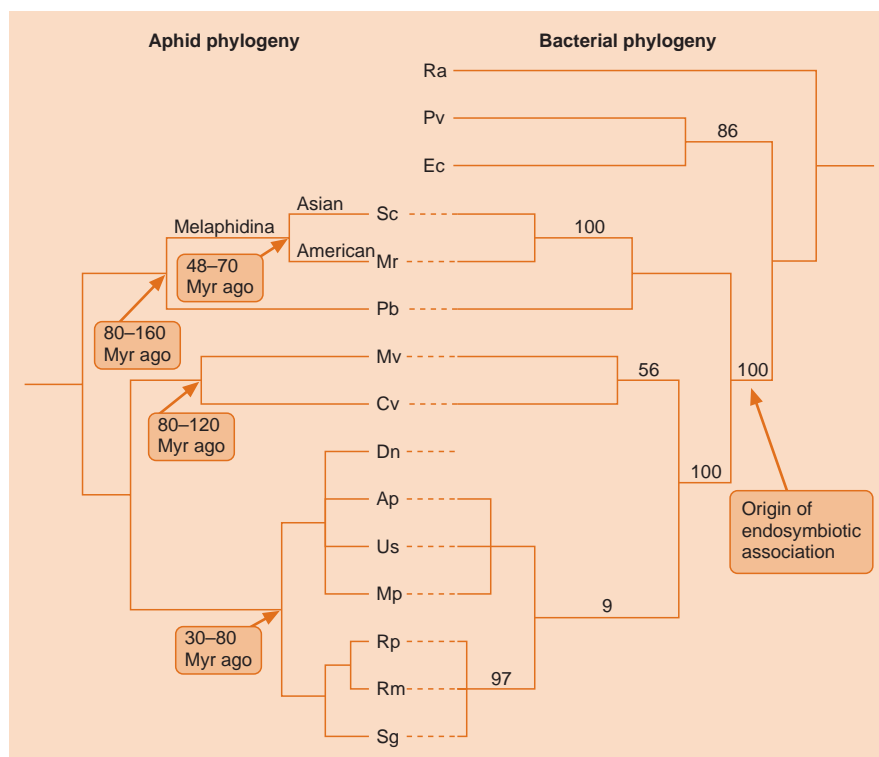 Aphid phylogeny
Bacterial phylogeny
Ra
Pv
86
Ec
Asian
Sc
Melaphidina
100
American
Mr
48–70
Myr ago
Pb
80–160
Myr ago
Mv
56
100
Cv
80–120
Myr ago
Dn
100
Ap
Origin of
endosymbiotic
association
Us
Mp
9
30–80
Myr ago
Rp
97
Rm
Sg